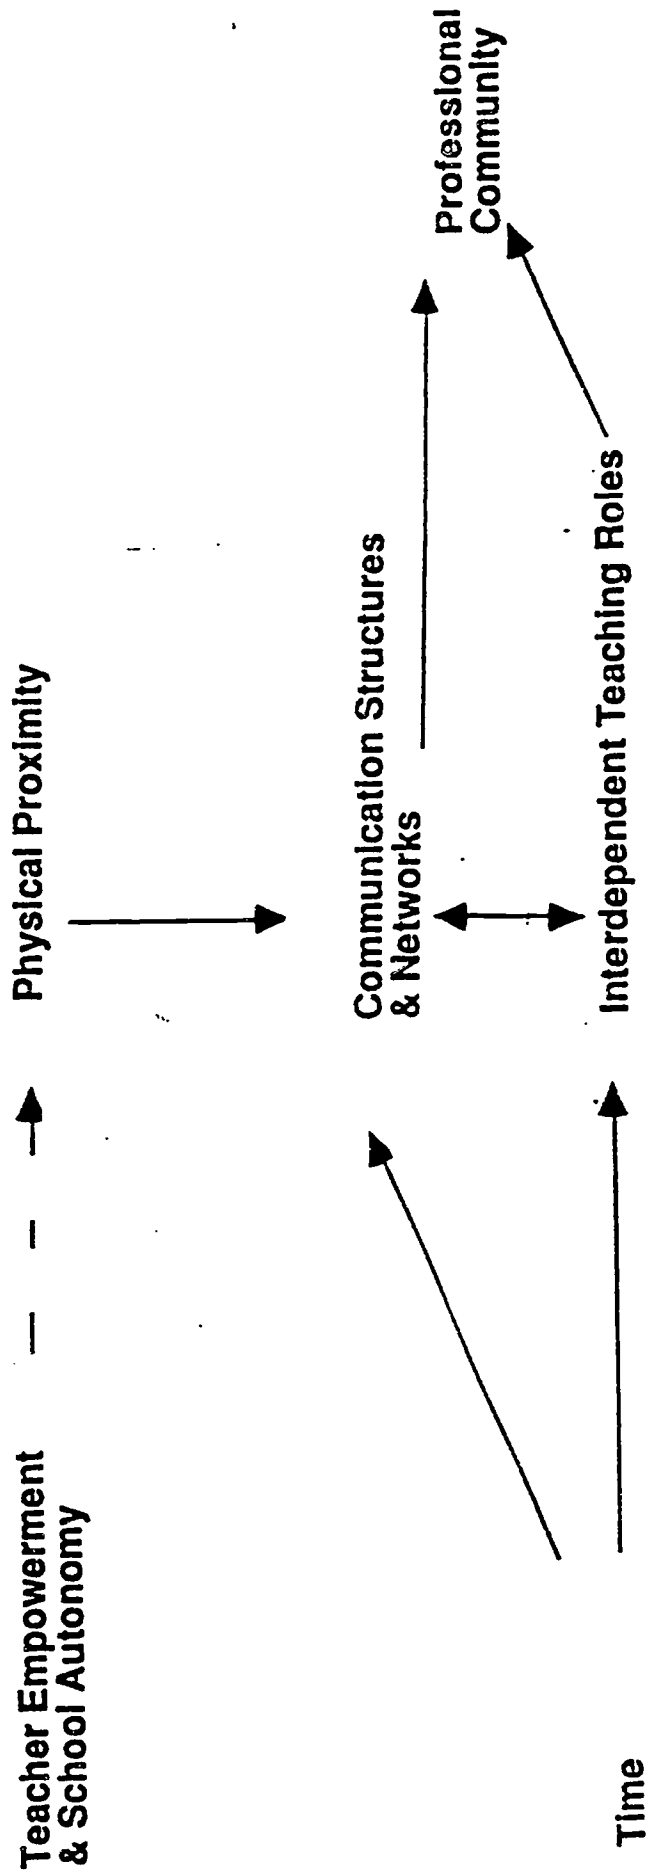 Teacher Empowerment
& School Autonomy
Physical Proximity
Communication Structures
& Networks
Professional
Community
Time
Interdependent Teaching Roles